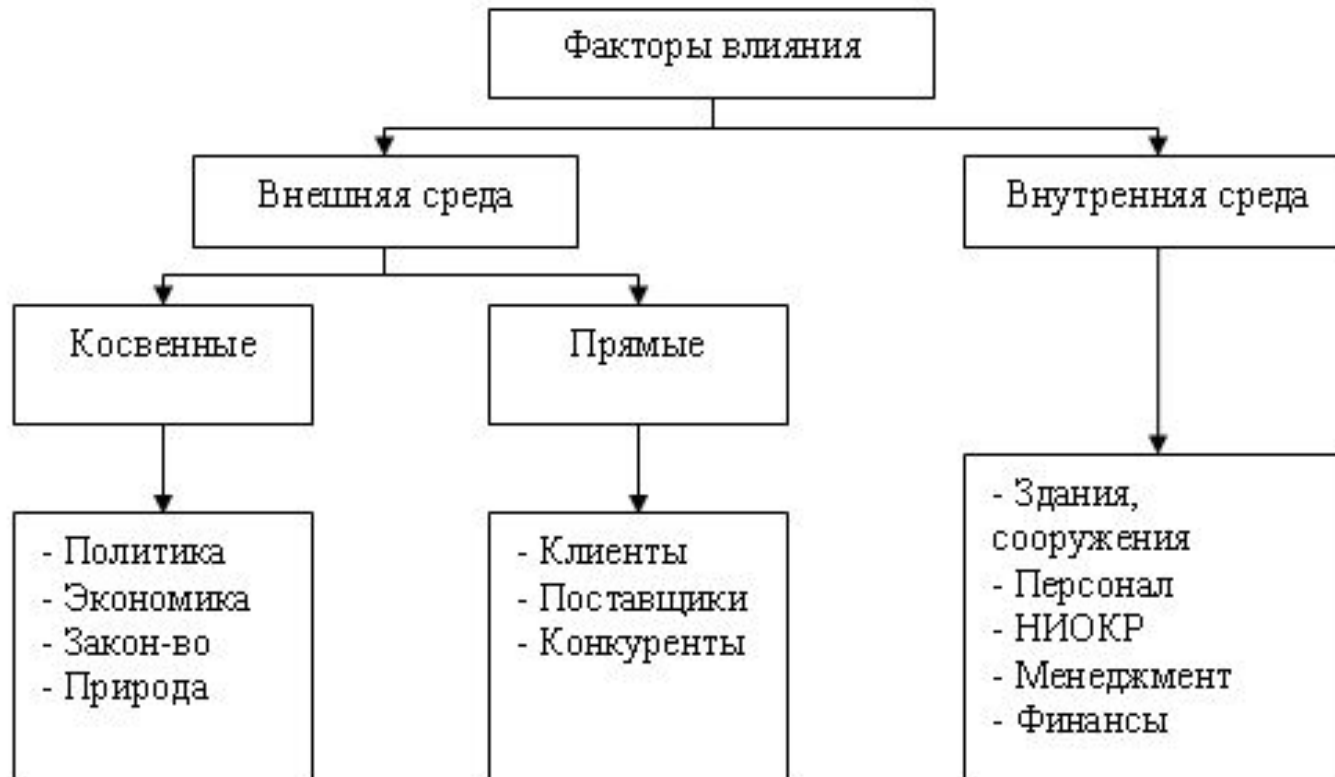 Факторы влияния
Внешняя среда
Внутренняя среда
Косвенные
Прямые
- Политика
- Экономика
- Закон-во
- Природа
- Клиенты
- Поставщики
- Конкуренты
- Здания,
сооружения
- Персонал
- НИОКР
- Менеджмент
- Финансы